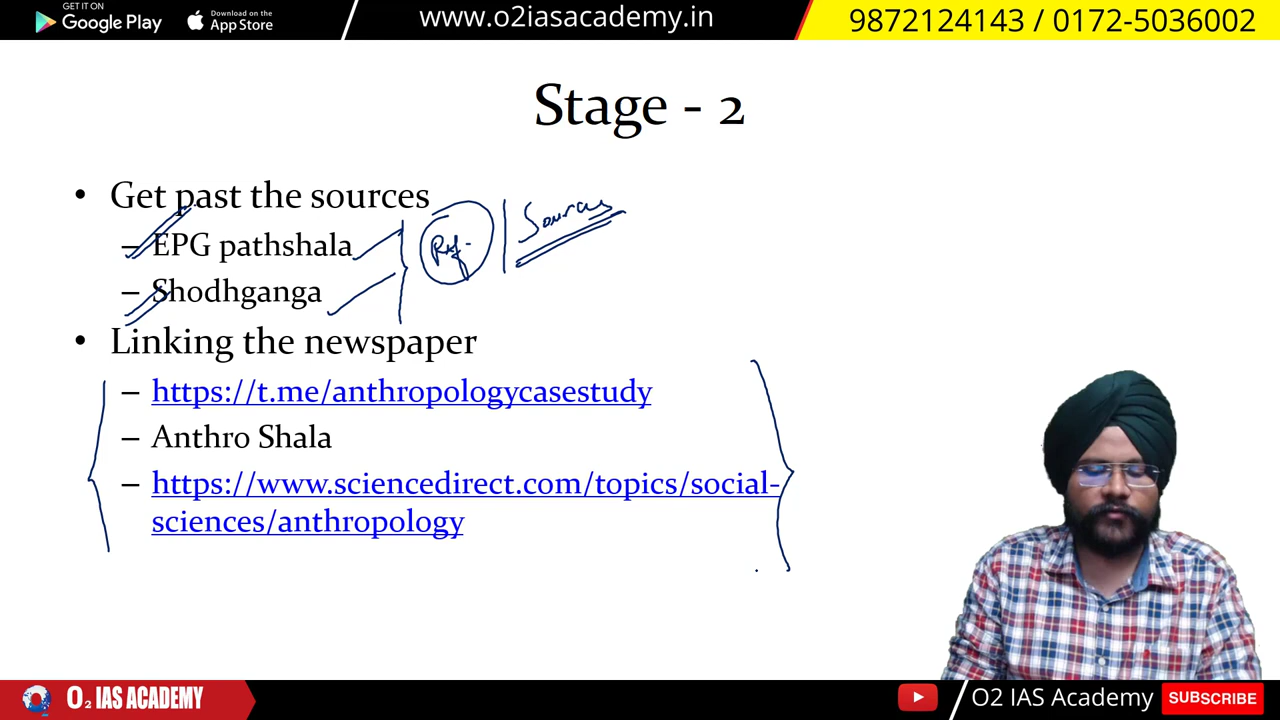 GET IT ON
Google Play
Download on the
App Store
www.o2iasacademy.in
9872124143 / 0172-5036002
Stage - 2
• Get past the sources
– EPG pathshala
Ref.
Sources
– Shodhganga
• Linking the newspaper
– https://t.me/anthropologycasestudy
– Anthro Shala
– https://www.sciencedirect.com/topics/social-
sciences/anthropology
O2 IAS ACADEMY
O2 IAS Academy
SUBSCRIBE